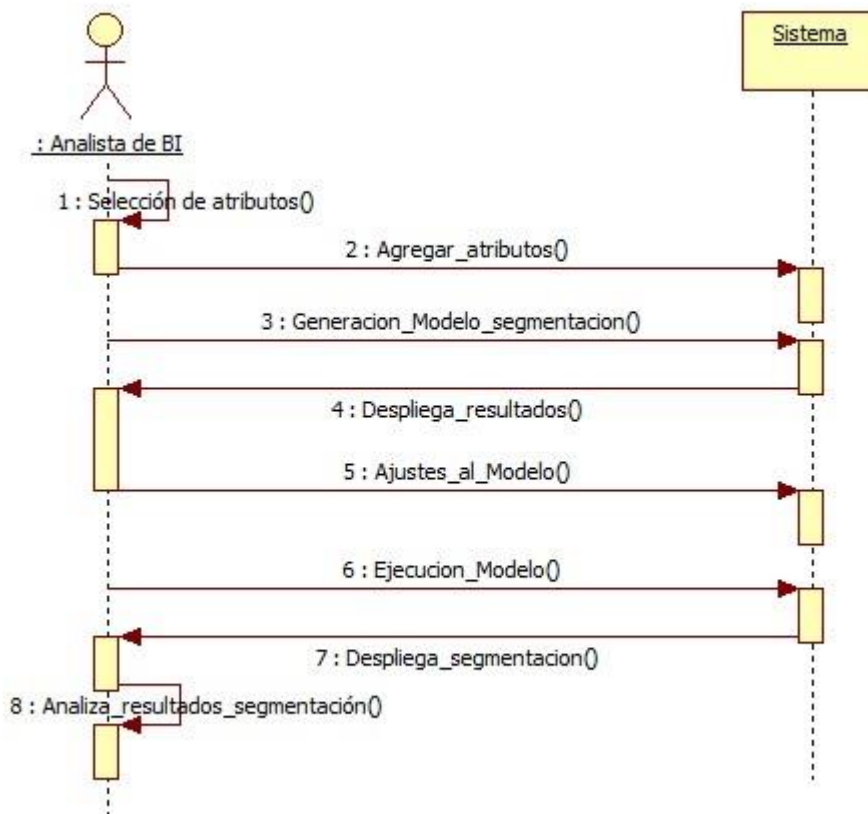 Sistema
: Analista de BI
1 : Selección de atributos()
2 : Agregar_atributos()
3 : Generacion_Modelo_segmentacion()
4 : Despliega_resultados()
5 : Ajustes_al_Modelo()
6 : Ejecucion_Modelo()
7 : Despliega_segmentacion()
8 : Analiza_resultados_segmentación()